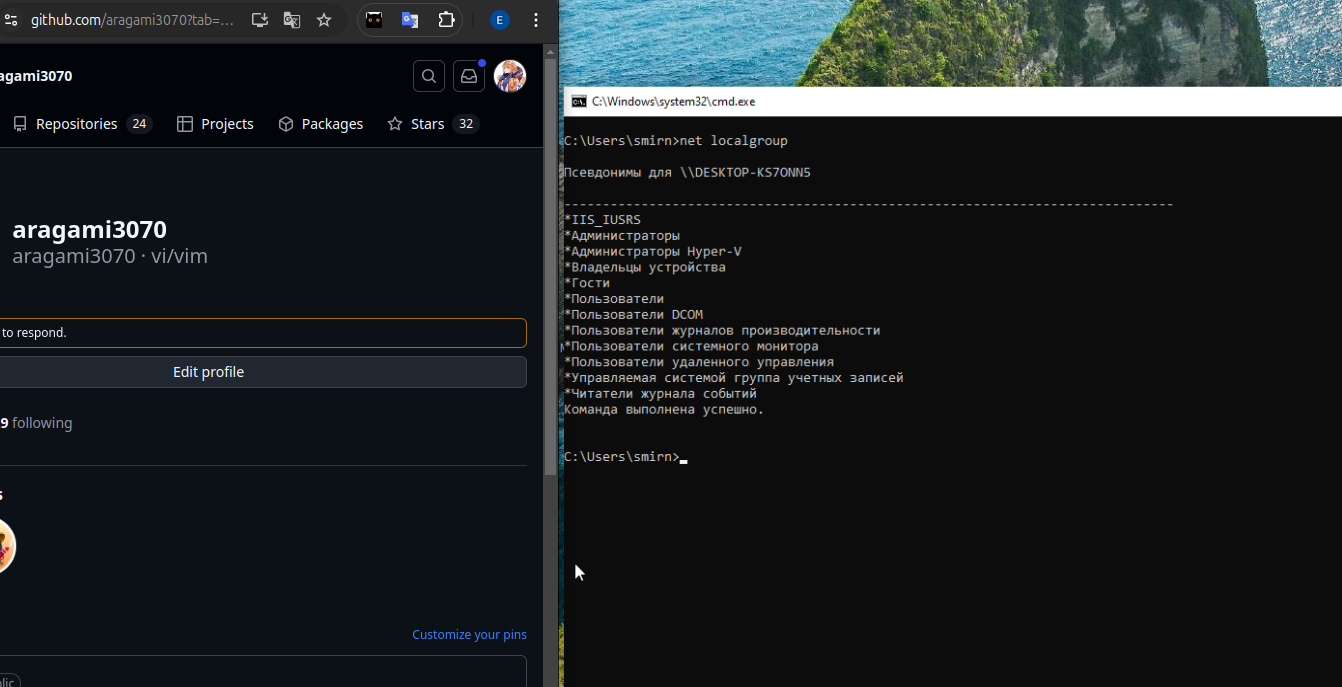 github.com/aragami3070?tab=...
E
agami3070
Repositories 24 Projects Packages Stars 32
aragami3070
aragami3070 · vi/vim
to respond.
Edit profile
9 following
s
Customize your pins
C:\Windows\system32\cmd.exe
C:\Users\smirn>net localgroup
Псевдонимы для \\DESKTOP-KS7ONN5
-------------------------------------------------------------------------------
*IIS_IUSRS
*Администраторы
*Администраторы Hyper-V
*Владельцы устройства
*Гости
*Пользователи
*Пользователи DCOM
*Пользователи журналов производительности
*Пользователи системного монитора
*Пользователи удаленного управления
*Управляемая системой группа учетных записей
*Читатели журнала событий
Команда выполнена успешно.
C:\Users\smirn>